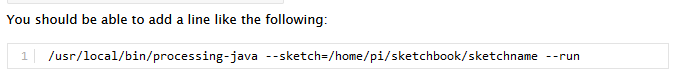 You should be able to add a line like the following:
1 /usr/local/bin/processing-java --sketch=/home/pi/sketchbook/sketchname --run